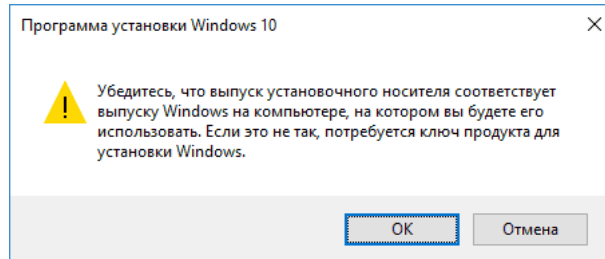 Программа установки Windows 10
Убедитесь, что выпуск установочного носителя соответствует
выпуску Windows на компьютере, на котором вы будете его
использовать. Если это не так, потребуется ключ продукта для
установки Windows.
ОК Отмена